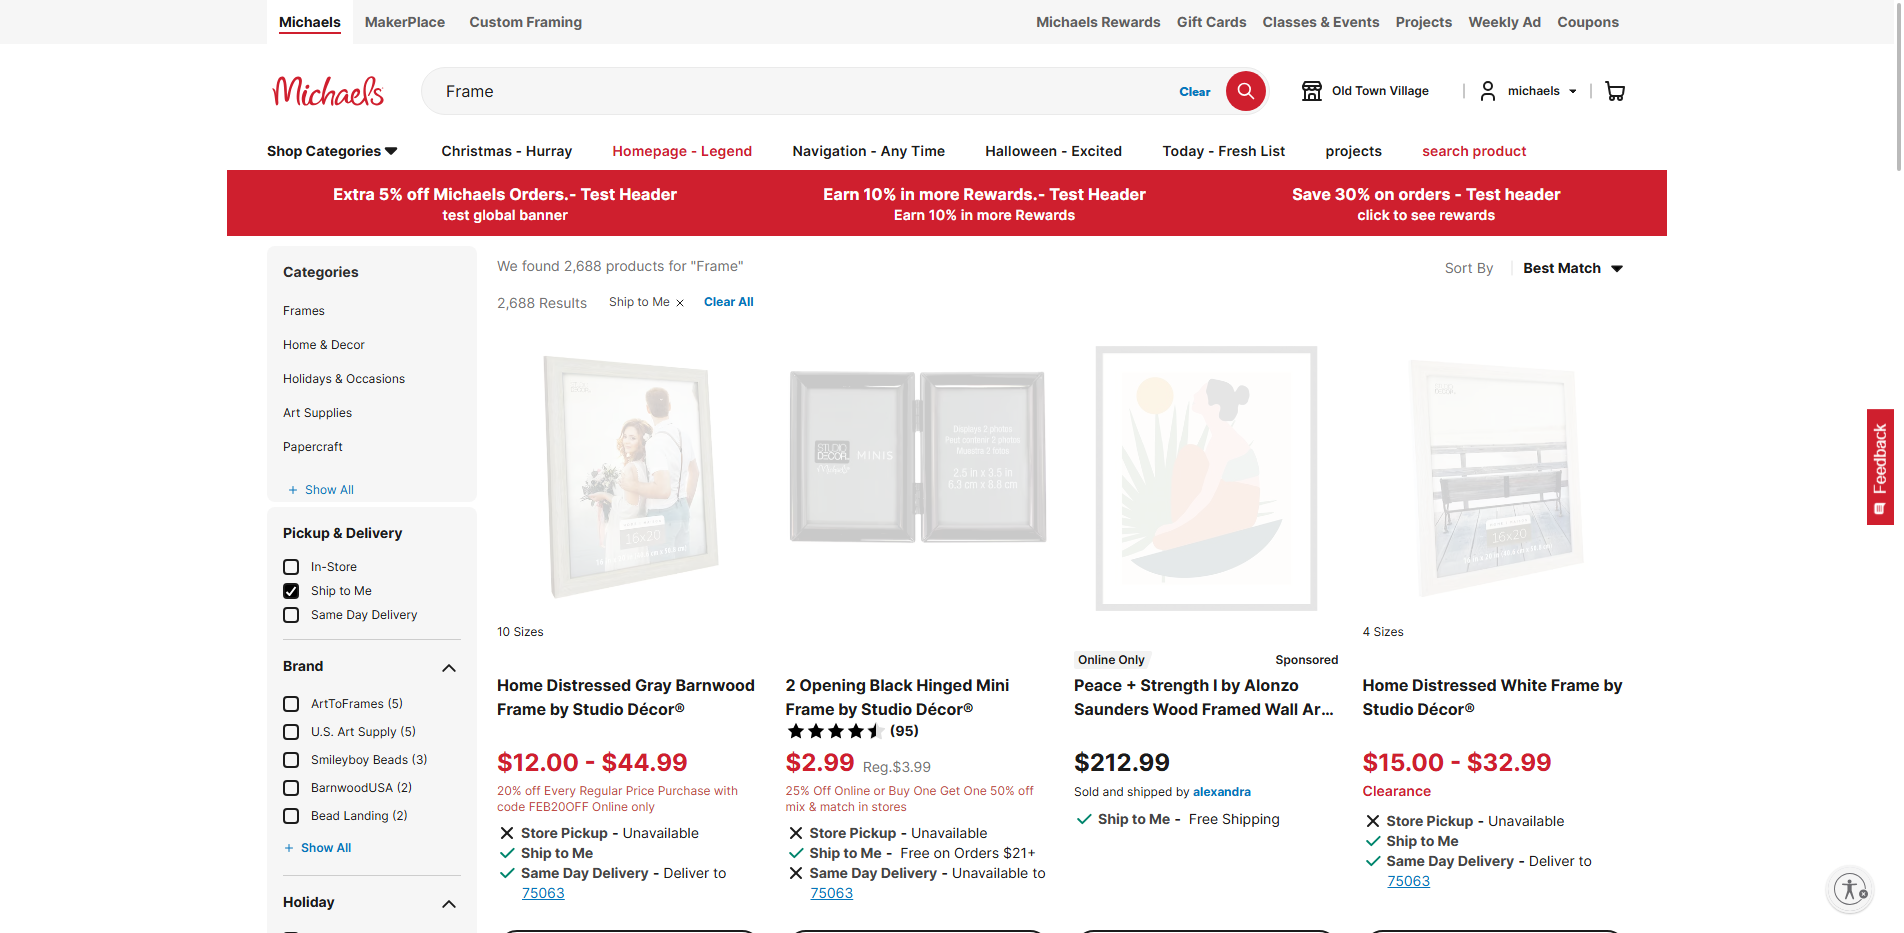 Michaels
MakerPlace
Custom Framing
Michaels Rewards
Gift Cards
Classes & Events
Projects
Weekly Ad
Coupons
Michaels
Frame
Clear
Old Town Village
michaels
Shop Categories
Christmas - Hurray
Homepage - Legend
Navigation - Any Time
Halloween - Excited
Today - Fresh List
projects
search product
Extra 5% off Michaels Orders.- Test Header
test global banner
Earn 10% in more Rewards.- Test Header
Earn 10% in more Rewards
Save 30% on orders - Test header
click to see rewards
Categories
Frames
Home & Decor
Holidays & Occasions
Art Supplies
Papercraft
+ Show All
Pickup & Delivery
In-Store
Ship to Me
Same Day Delivery
Brand
ArtToFrames (5)
U.S. Art Supply (5)
Smileyboy Beads (3)
BarnwoodUSA (2)
Bead Landing (2)
+ Show All
Holiday
We found 2,688 products for "Frame"
Sort By
Best Match
2,688 Results
Ship to Me ×
Clear All
16x20
10 Sizes
Home Distressed Gray Barnwood
Frame by Studio Décor®
$12.00 - $44.99
20% off Every Regular Price Purchase with
code FEB20OFF Online only
Store Pickup - Unavailable
Ship to Me
Same Day Delivery - Deliver to
75063
STUDIO
DECOR
Michaels
MINIS
Displays 2 photos
Peut contenir 2 photos
Muestra 2 fotos
2.5 in x 3.5 in
6.3 cm x 8.8 cm
2 Opening Black Hinged Mini
Frame by Studio Décor®
(95)
$2.99 Reg.$3.99
25% Off Online or Buy One Get One 50% off
mix & match in stores
Store Pickup - Unavailable
Ship to Me - Free on Orders $21+
Same Day Delivery - Unavailable to
75063
Online Only
Sponsored
Peace + Strength I by Alonzo
Saunders Wood Framed Wall Ar...
$212.99
Sold and shipped by alexandra
Ship to Me - Free Shipping
16x20
4 Sizes
Home Distressed White Frame by
Studio Décor®
$15.00 - $32.99
Clearance
Store Pickup - Unavailable
Ship to Me
Same Day Delivery - Deliver to
75063
Feedback